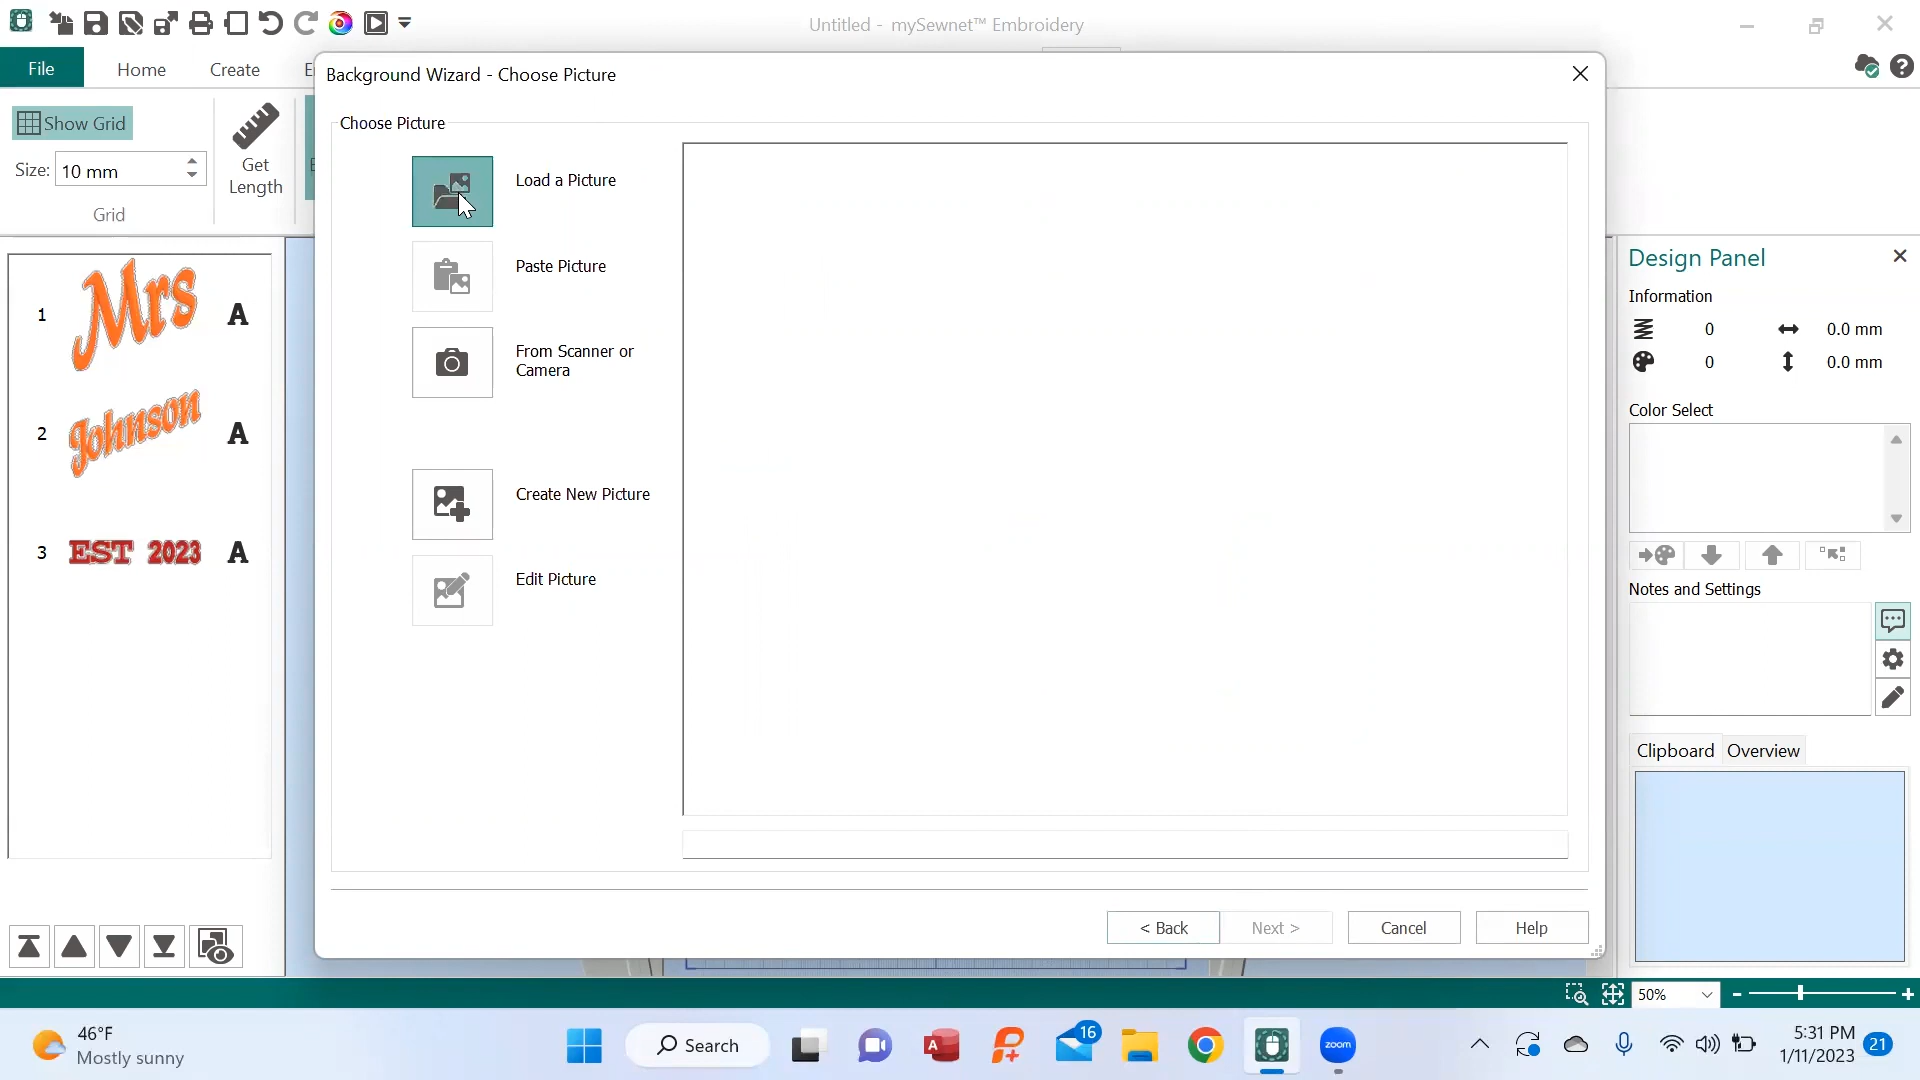 Untitled - mySewnet™ Embroidery
File
Home
Create
Background Wizard - Choose Picture
Show Grid
Size:
10 mm
Grid
Get
Length
Choose Picture
Load a Picture
Paste Picture
From Scanner or
Camera
Create New Picture
Edit Picture
< Back
Next >
Cancel
Help
1
Mrs
A
2
Johnson
A
3
EST 2023
A
Design Panel
Information
0
0.0 mm
0
0.0 mm
Color Select
Notes and Settings
Clipboard
Overview
50%
46°F
Mostly sunny
Search
A
16
zoom
5:31 PM
1/11/2023
21